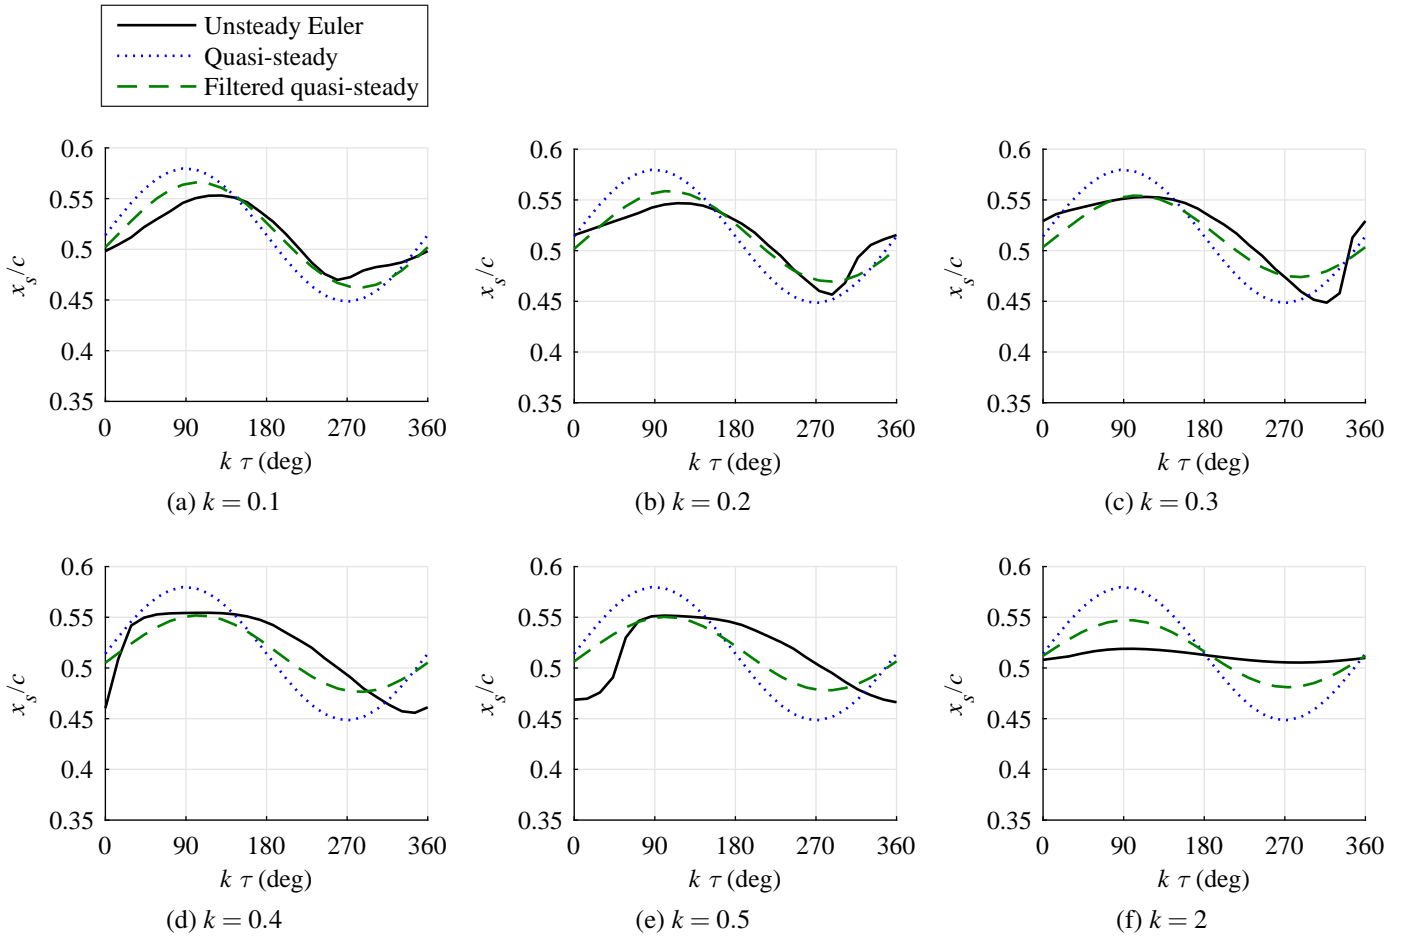 Unsteady Euler
Quasi-steady
Filtered quasi-steady
0.6
0.55
0.5
0.45
0.4
0.35
x_s/c
0 90 180 270 360
k τ (deg)
(a) k = 0.1
0.6
0.55
0.5
0.45
0.4
0.35
x_s/c
0 90 180 270 360
k τ (deg)
(b) k = 0.2
0.6
0.55
0.5
0.45
0.4
0.35
x_s/c
0 90 180 270 360
k τ (deg)
(c) k = 0.3
0.6
0.55
0.5
0.45
0.4
0.35
x_s/c
0 90 180 270 360
k τ (deg)
(d) k = 0.4
0.6
0.55
0.5
0.45
0.4
0.35
x_s/c
0 90 180 270 360
k τ (deg)
(e) k = 0.5
0.6
0.55
0.5
0.45
0.4
0.35
x_s/c
0 90 180 270 360
k τ (deg)
(f) k = 2